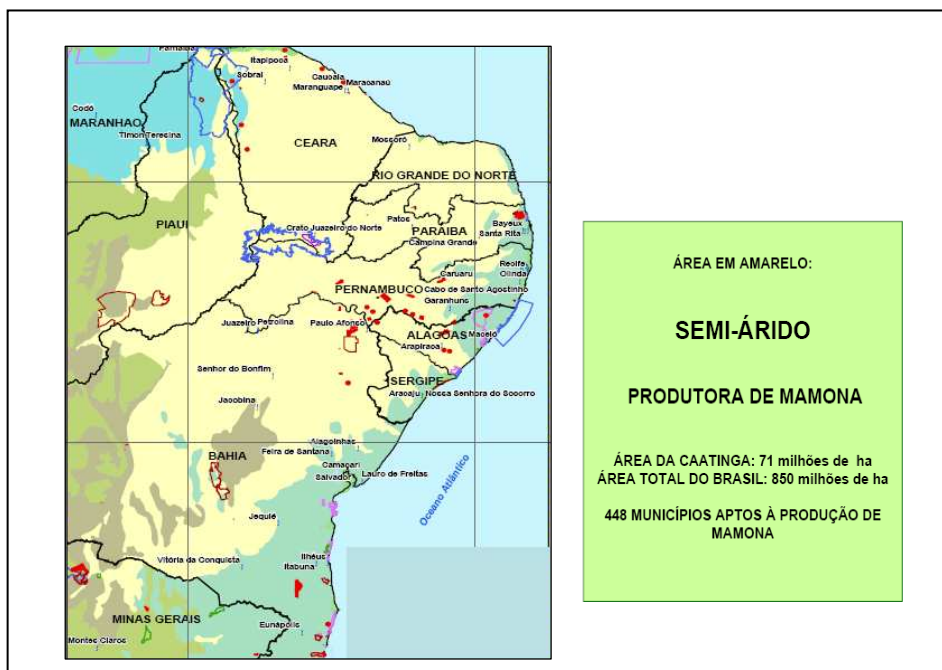 Parnaíba
Itapipoca
Sobral
Caucaia
Maracanaú
Maranguape
Codó
MARANHAO
Timon Teresina
CEARA
Mossoró
RIO GRANDE DO NORTE
PIAUI
Patos
Bayeux
Crato Juazeiro do Norte
PARAIBA
Santa Rita
Campina Grande
Recife
Caruaru
Olinda
PERNAMBUCO
Cabo de Santo Agostinho
Garanhuns
Juazeiro Petrolina
Paulo Afonso
ALAGOAS
Maceió
Arapiraca
Senhor do Bonfim
SERGIPE
Aracaju Nossa Senhora do Socorro
Jacobina
Alagoinhas
BAHIA
Feira de Santana
Camaçari
Lauro de Freitas
Salvador
Oceano Atlântico
Jequié
Vitória da Conquista
Ilhéus
Itabuna
MINAS GERAIS
Eunápolis
Montes Claros
ÁREA EM AMARELO:
SEMI-ÁRIDO
PRODUTORA DE MAMONA
ÁREA DA CAATINGA: 71 milhões de ha
ÁREA TOTAL DO BRASIL: 850 milhões de ha
448 MUNICÍPIOS APTOS À PRODUÇÃO DE
MAMONA